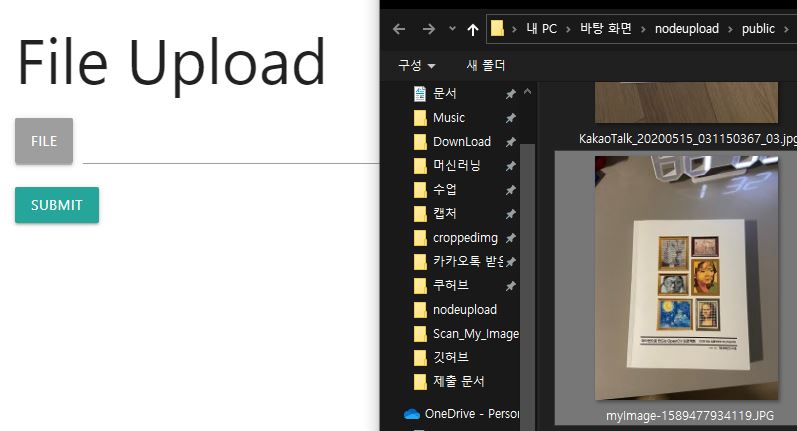 File Upload
FILE
SUBMIT
내 PC > 바탕 화면 > nodeupload > public >
구성
새 폴더
문서
Music
DownLoad
머신러닝
수업
캡처
croppedimg
카카오톡 받은
쿠허브
nodeupload
Scan_My_Image
깃허브
제출 문서
OneDrive - Person
KakaoTalk_20200515_031150367_03.jpg
myImage-1589477934119.JPG